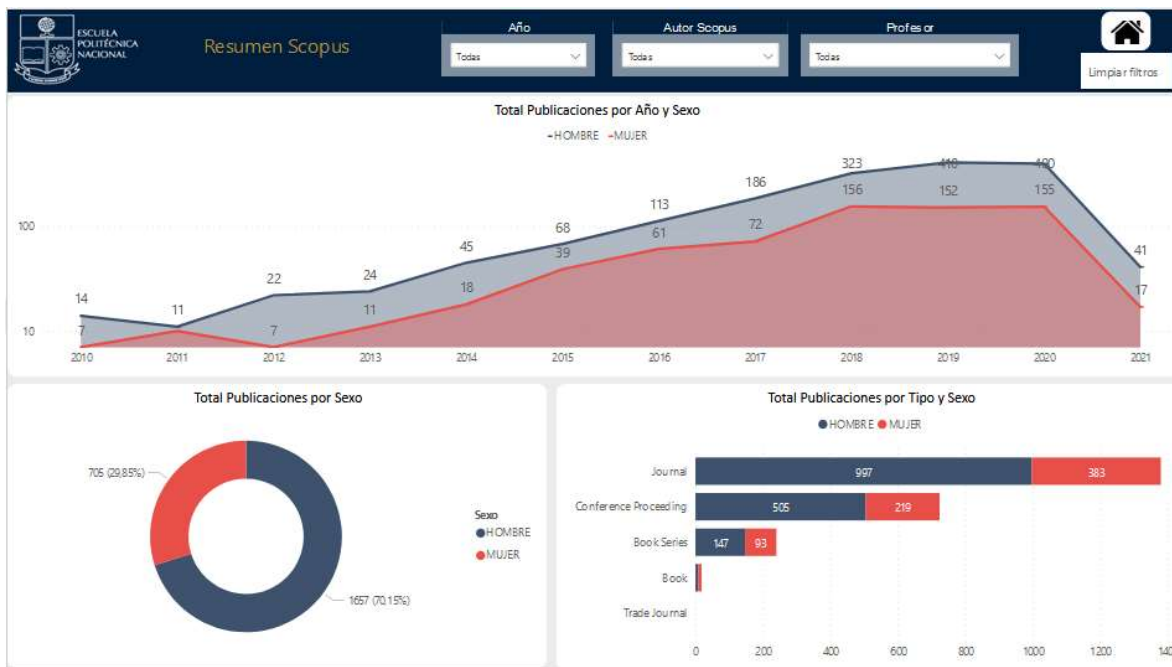 ESCUELA
POLITÉCNICA
NACIONAL
Resumen Scopus
Año
Todas
Autor Scopus
Todas
Profesor
Todas
Limpiar filtros
Total Publicaciones por Año y Sexo
HOMBRE MUJER
323 186 156 152 155 113 72 68 61 45 39 41 24 22 18 17 14 11 11 7 7
100
10
2010 2011 2012 2013 2014 2015 2016 2017 2018 2019 2020 2021
Total Publicaciones por Sexo
705 (29,85%)
1657 (70,15%)
Sexo
HOMBRE
MUJER
Total Publicaciones por Tipo y Sexo
HOMBRE MUJER
Journal 997 383
Conference Proceeding 505 219
Book Series 147 93
Book
Trade Journal
0 200 400 600 800 1000 1200